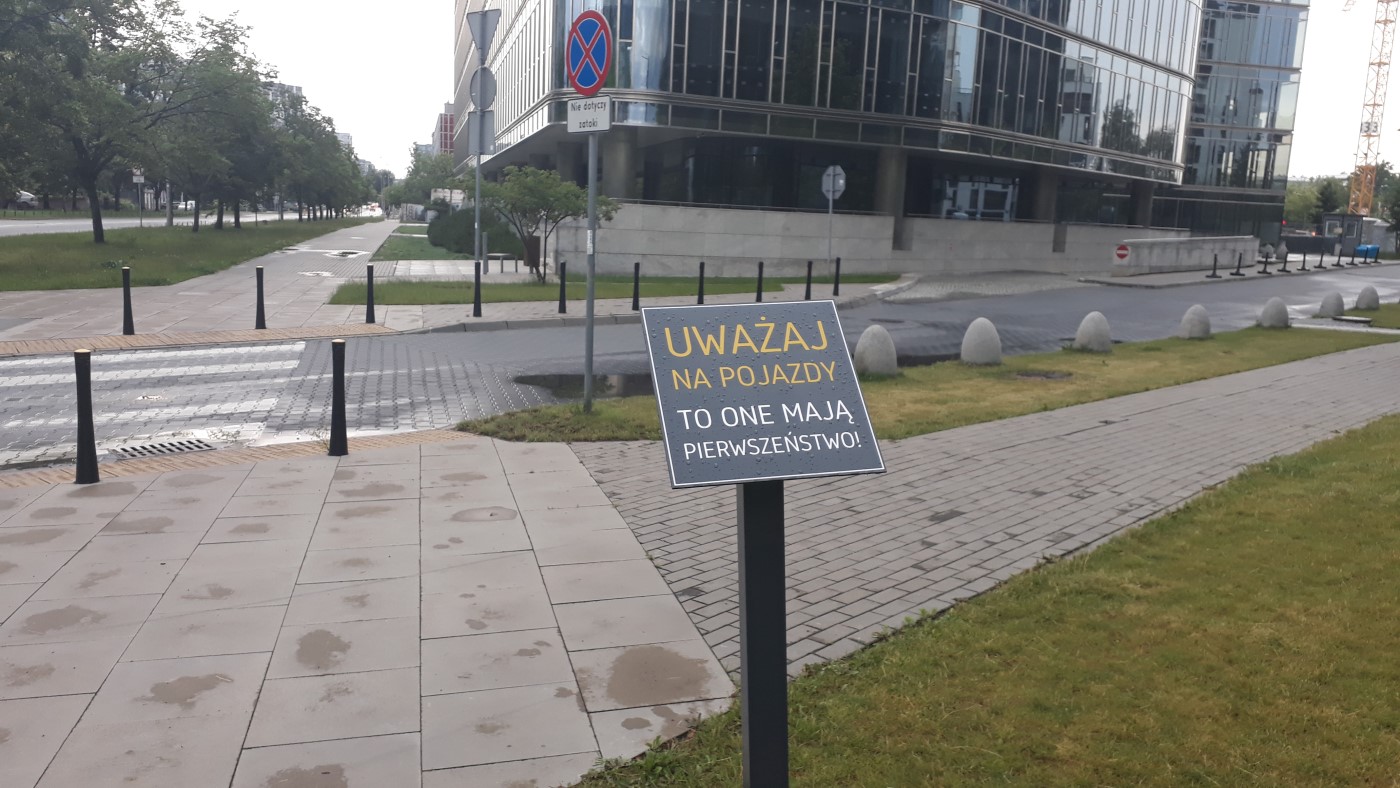 Nie dotyczy
zatoki
UWAŻAJ
NA POJAZDY
TO ONE MAJĄ
PIERWSZEŃSTWO!